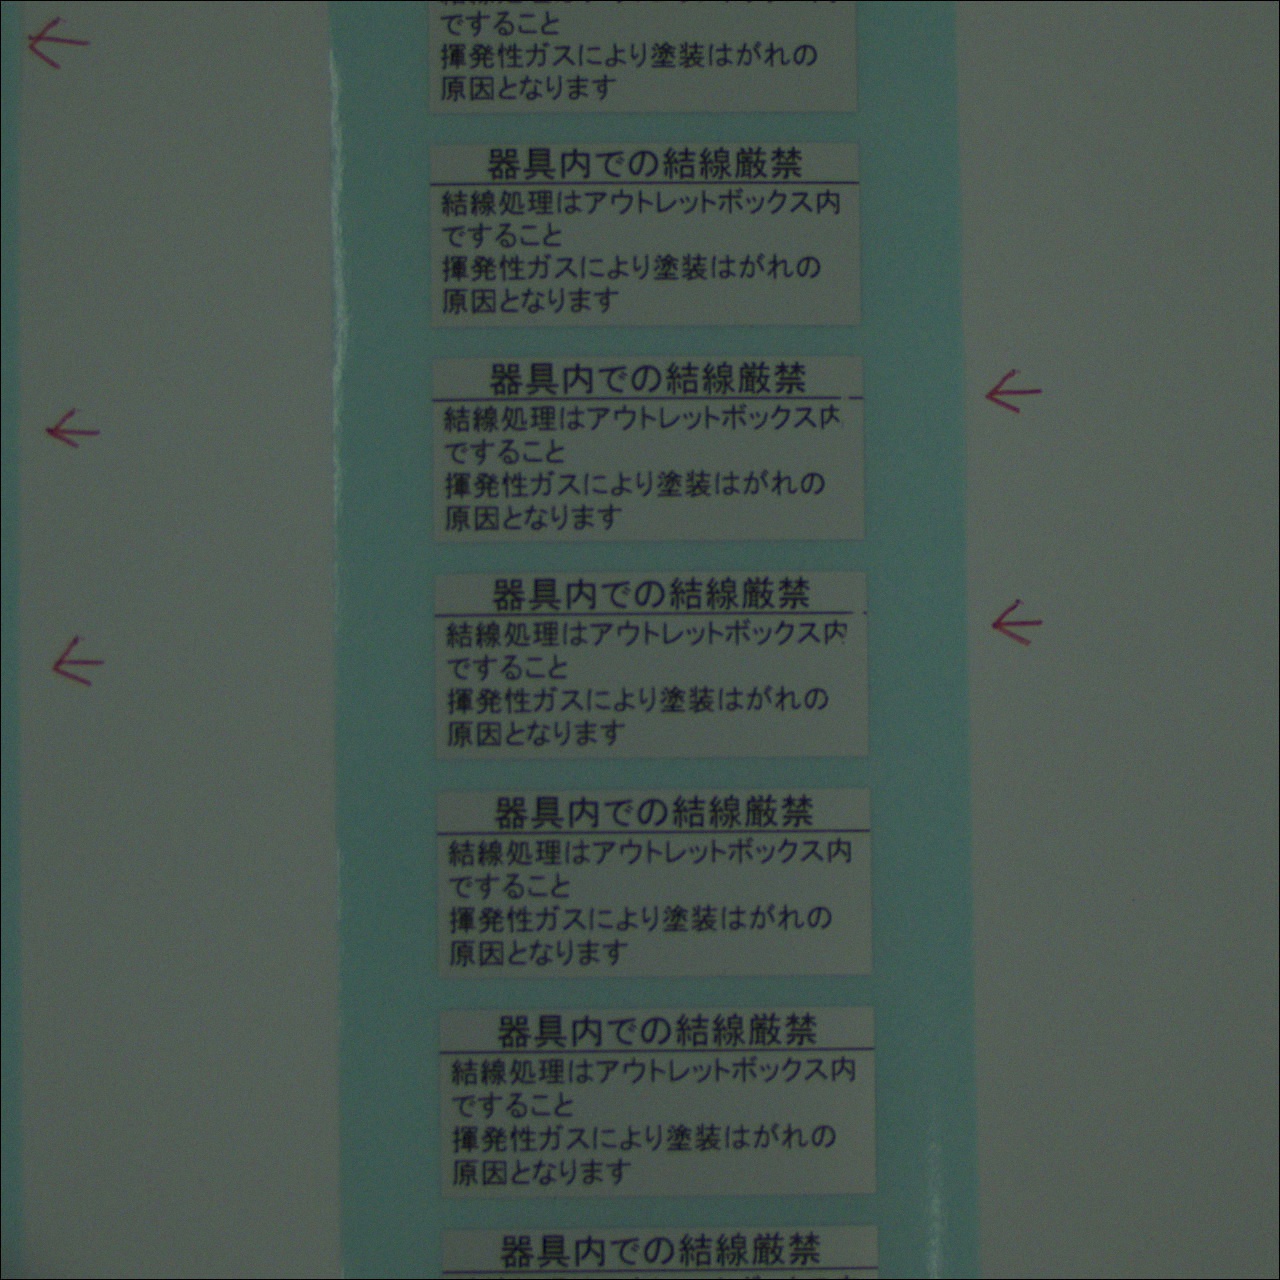 ですること
揮発性ガスにより塗装はがれの
原因となります
器具内での結線厳禁
結線処理はアウトレットボックス内
ですること
揮発性ガスにより塗装はがれの
原因となります
器具内での結線厳禁
結線処理はアウトレットボックス内
ですること
揮発性ガスにより塗装はがれの
原因となります
器具内での結線厳禁
結線処理はアウトレットボックス内
ですること
揮発性ガスにより塗装はがれの
原因となります
器具内での結線厳禁
結線処理はアウトレットボックス内
ですること
揮発性ガスにより塗装はがれの
原因となります
器具内での結線厳禁
結線処理はアウトレットボックス内
ですること
揮発性ガスにより塗装はがれの
原因となります
器具内での結線厳禁